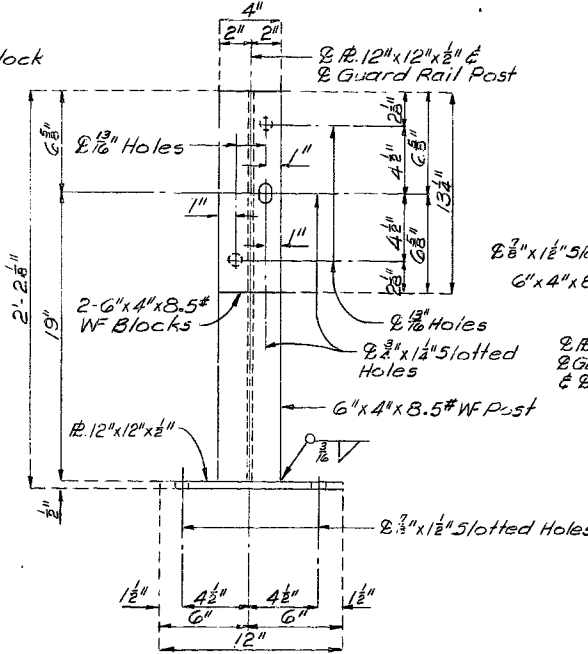 4"
2" 2"
lock
℄ PL. 12"x12"x½" &
℄ Guard Rail Post
6⅝"
℄ 13/16" Holes
2⅛"
4½"
6⅝"
13¼"
1"
1"
1"
4½"
6⅝"
2⅛"
2'-2⅛"
19"
℄ ⅞"x1½" Slo
6"x4"x8
2-6"x4"x8.5#
WF Blocks
℄ 13/16" Holes
℄ ¾"x1¼" Slotted
Holes
6"x4"x8.5# WF Post
PL. 12"x12"x½"
3/16
½"
℄ ⅞"x1½" Slotted Holes
1½" 4½" 4½" 1½"
6" 6"
12"